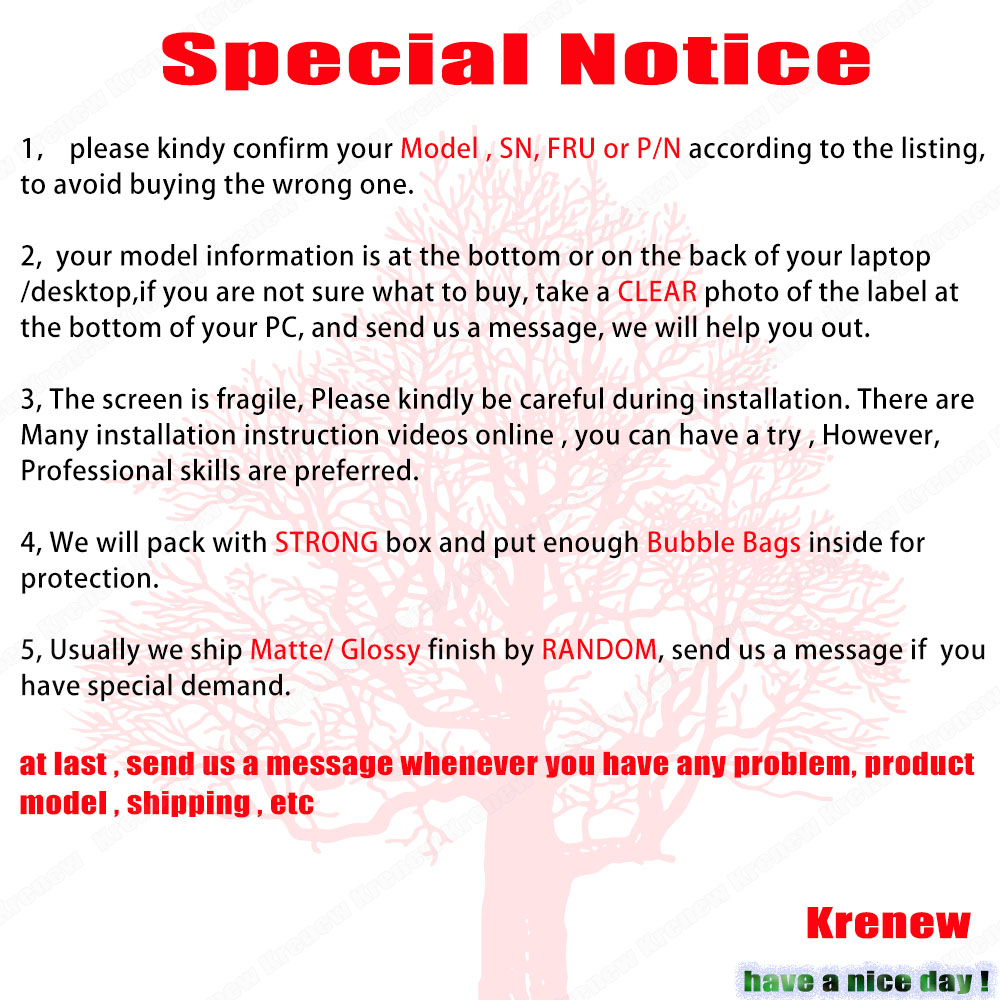 Special Notice
1, please kindy confirm your Model , SN, FRU or P/N according to the listing,
to avoid buying the wrong one.
2, your model information is at the bottom or on the back of your laptop
/desktop,if you are not sure what to buy, take a CLEAR photo of the label at
the bottom of your PC, and send us a message, we will help you out.
3, The screen is fragile, Please kindly be careful during installation. There are
Many installation instruction videos online , you can have a try , However,
Professional skills are preferred.
4, We will pack with STRONG box and put enough Bubble Bags inside for
protection.
5, Usually we ship Matte/ Glossy finish by RANDOM, send us a message if you
have special demand.
at last , send us a message whenever you have any problem, product
model , shipping , etc
Krenew
have a nice day !